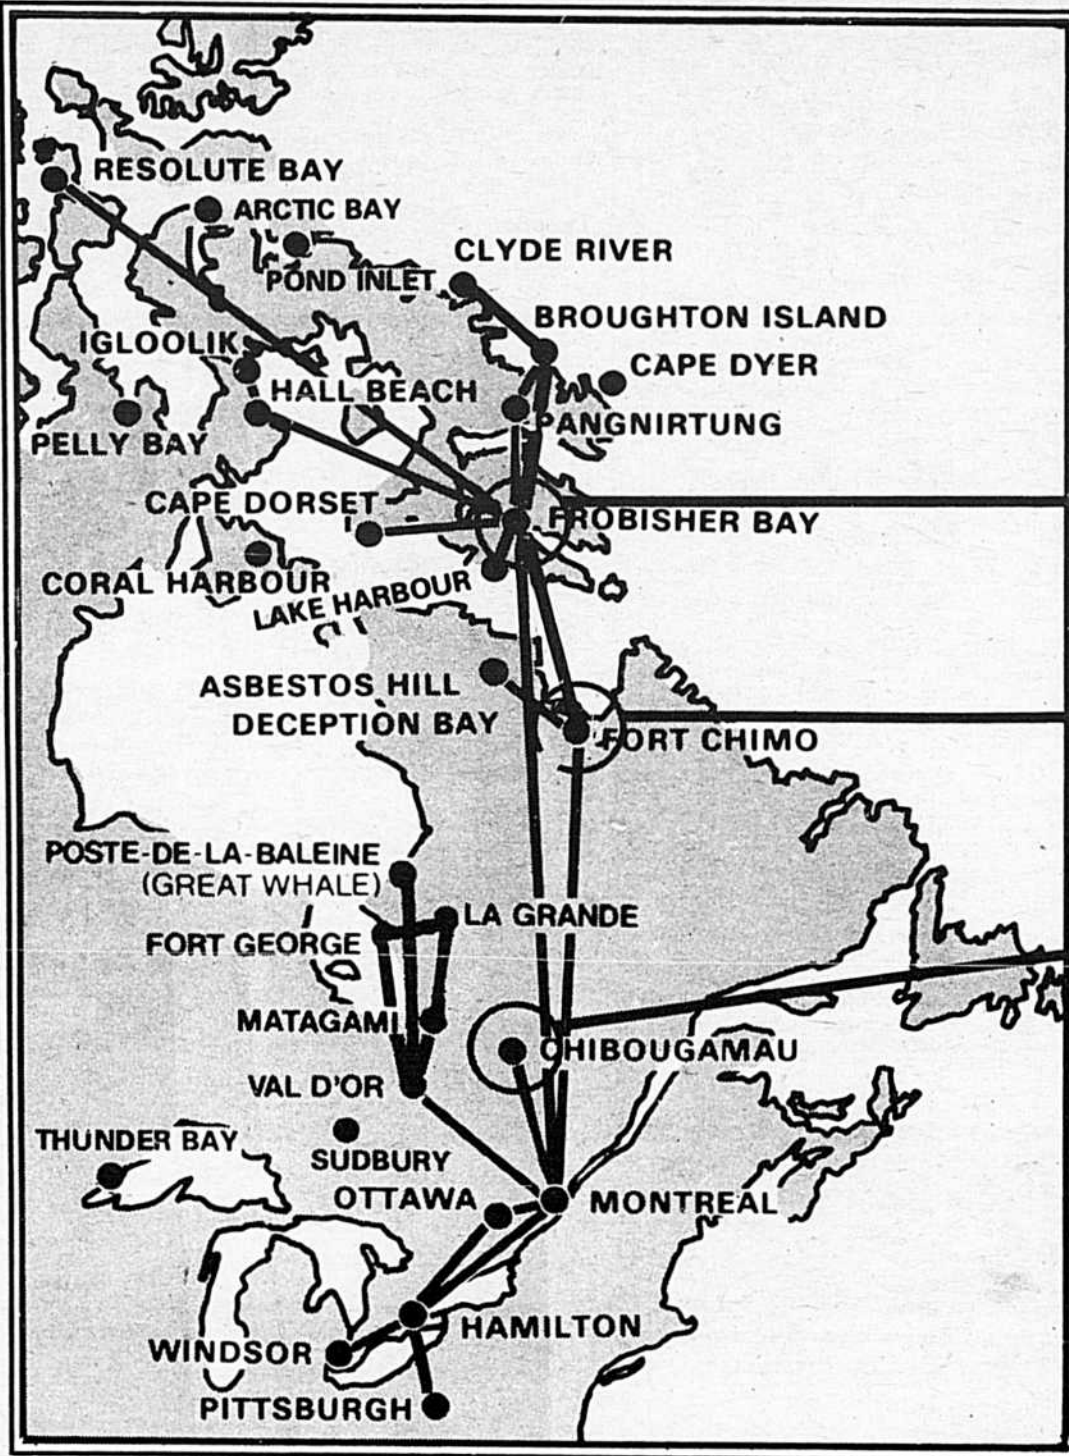 RESOLUTE BAY
ARCTIC BAY
CLYDE RIVER
POND INLET
BROUGHTON ISLAND
IGLOOLIK
CAPE DYER
HALL BEACH
PANGNIRTUNG
PELLY BAY
CAPE DORSET
FROBISHER BAY
CORAL HARBOUR
LAKE HARBOUR
ASBESTOS HILL
DECEPTION BAY
FORT CHIMO
POSTE-DE-LA-BALEINE
(GREAT WHALE)
LA GRANDE
FORT GEORGE
MATAGAMI
CHIBOUGAMAU
VAL D'OR
THUNDER BAY
SUDBURY
OTTAWA
MONTREAL
HAMILTON
WINDSOR
PITTSBURGH